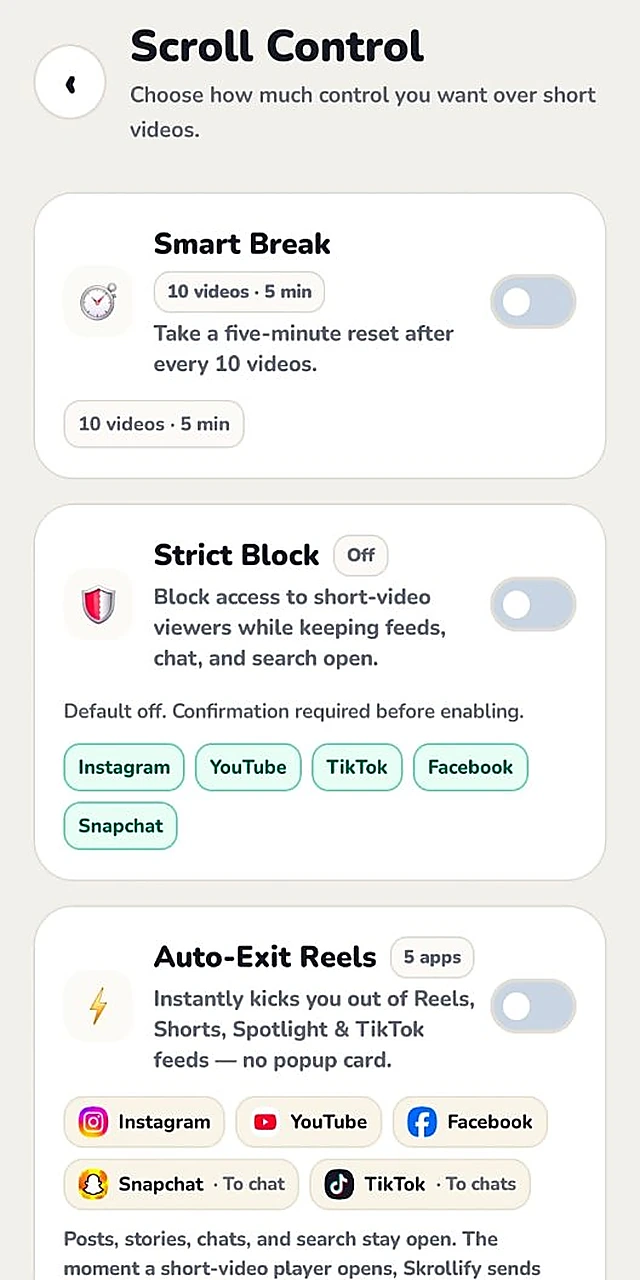 Scroll Control
Choose how much control you want over short
videos.
Smart Break
10 videos · 5 min
Take a five-minute reset after
every 10 videos.
10 videos · 5 min
Strict Block Off
Block access to short-video
viewers while keeping feeds,
chat, and search open.
Default off. Confirmation required before enabling.
Instagram YouTube TikTok Facebook
Snapchat
Auto-Exit Reels 5 apps
Instantly kicks you out of Reels,
Shorts, Spotlight & TikTok
feeds — no popup card.
Instagram YouTube Facebook
Snapchat · To chat TikTok · To chats
Posts, stories, chats, and search stay open. The
moment a short-video player opens, Skrollify sends